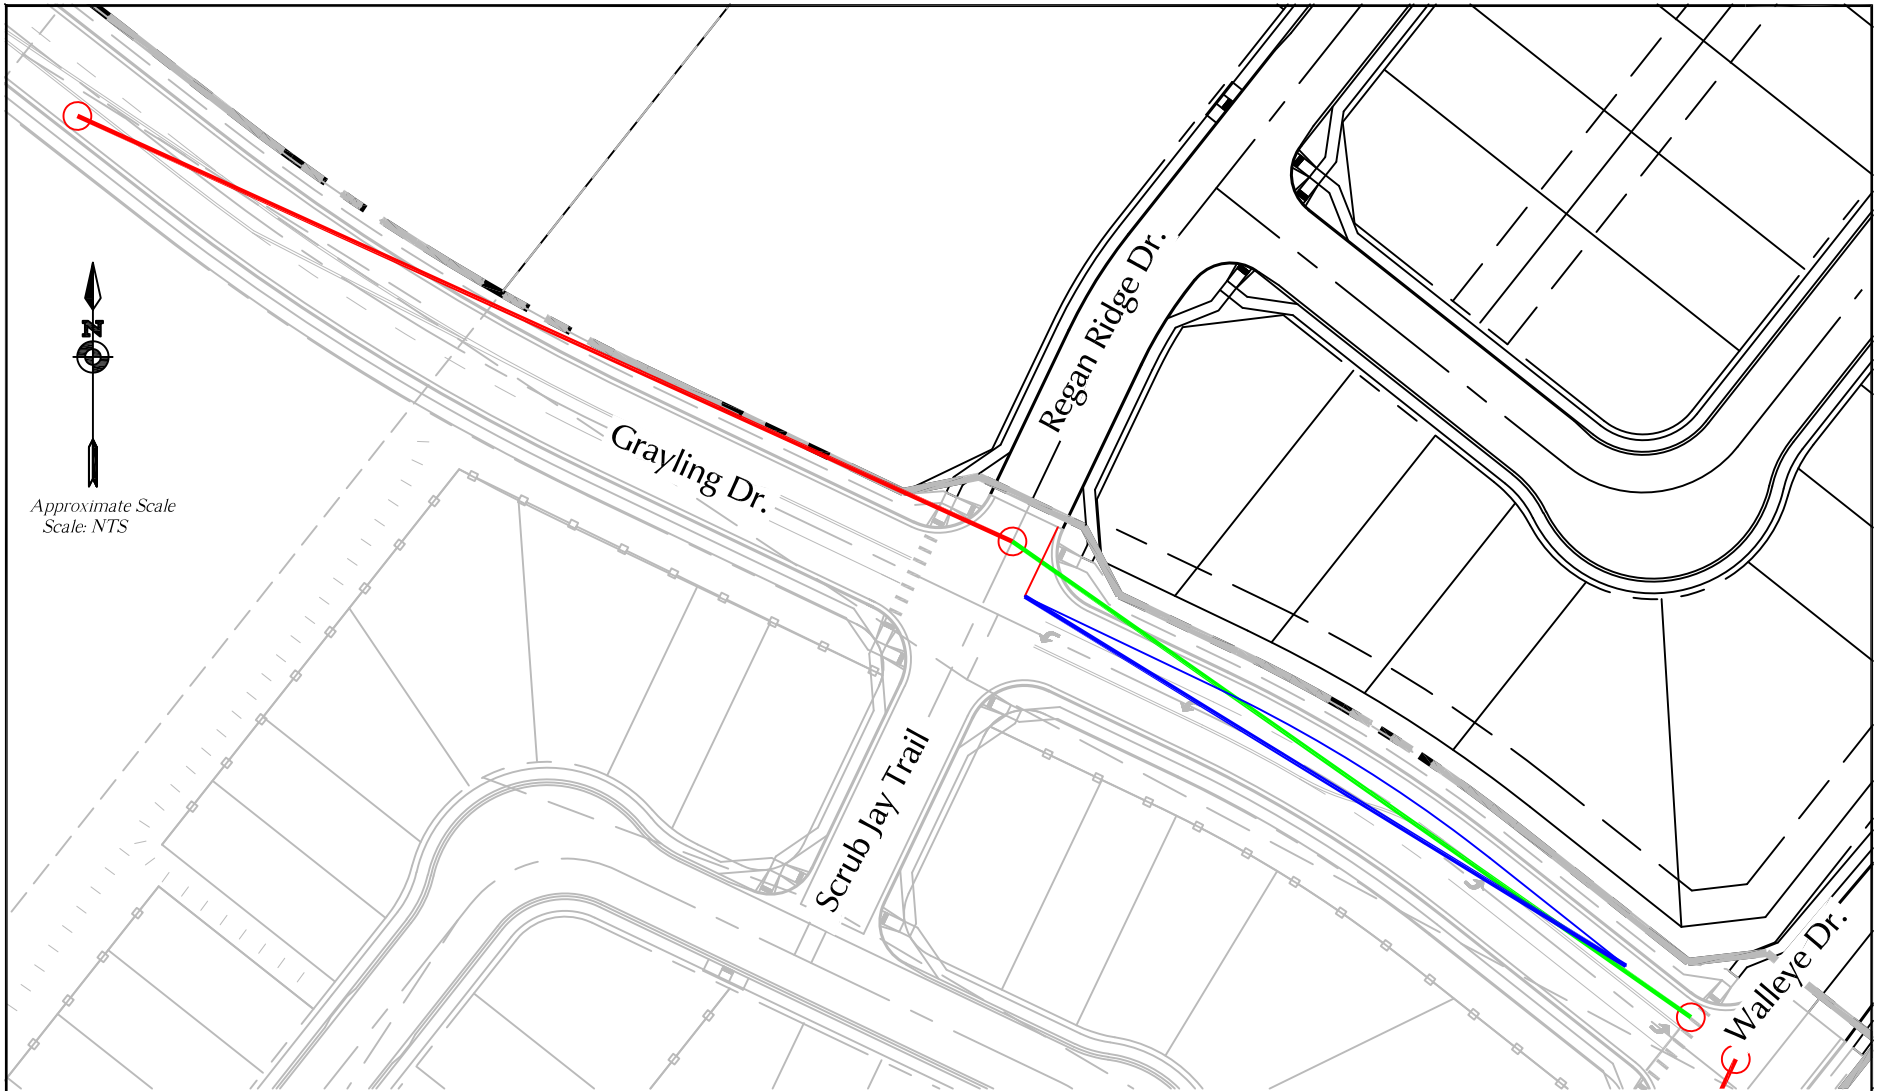 Regan Ridge Dr.
N
Grayling Dr.
Approximate Scale
Scale: NTS
Scrub Jay Trail
Walleye Dr.